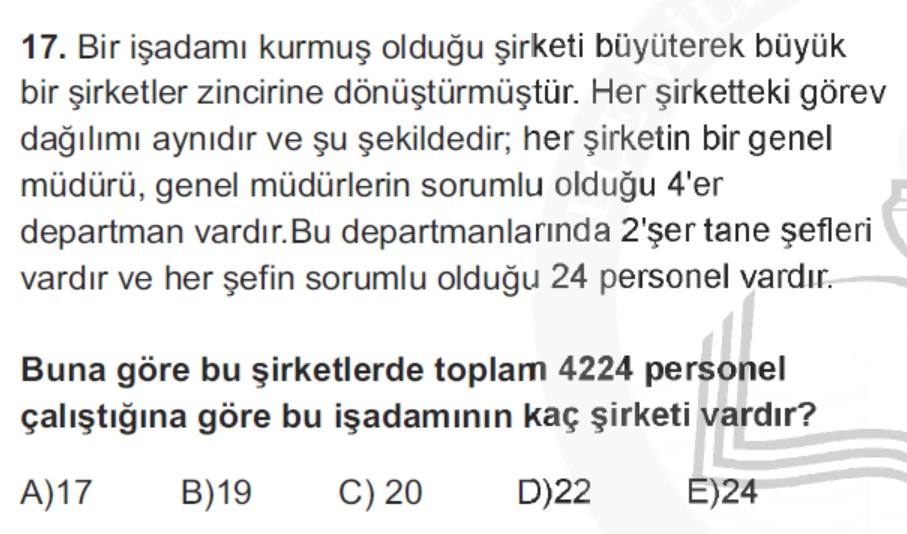 17. Bir işadamı kurmuş olduğu şirketi büyüterek büyük
bir şirketler zincirine dönüştürmüştür. Her şirketteki görev
dağılımı aynıdır ve şu şekildedir; her şirketin bir genel
müdürü, genel müdürlerin sorumlu olduğu 4'er
departman vardır.Bu departmanlarında 2'şer tane şefleri
vardır ve her şefin sorumlu olduğu 24 personel vardır.
Buna göre bu şirketlerde toplam 4224 personel
çalıştığına göre bu işadamının kaç şirketi vardır?
A)17 B)19 C) 20 D)22 E)24